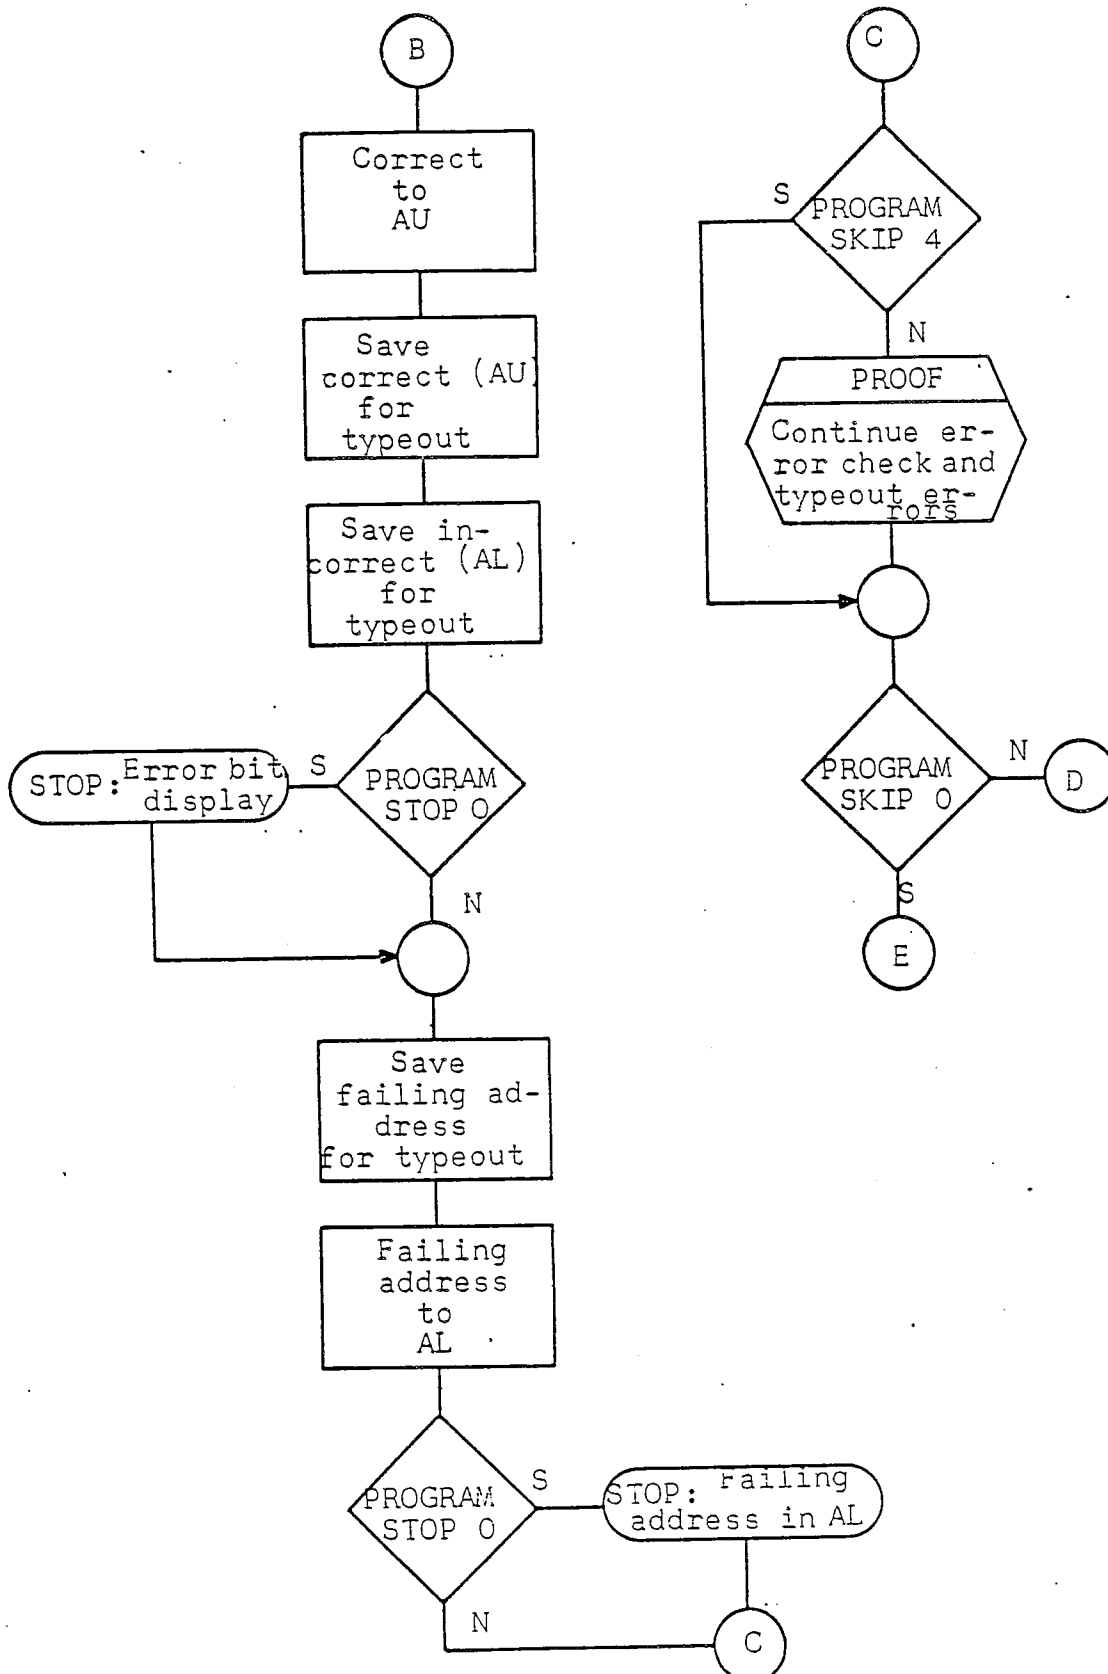 B
Correct
to
AU
Save
correct (AU)
for
typeout
Save in-
correct (AL)
for
typeout
S
PROGRAM
STOP 0
STOP: Error bit
display
N
Save
failing ad-
dress
for typeout
Failing
address
to
AL
PROGRAM
STOP 0
S
STOP: Failing
address in AL
N
C
C
S
PROGRAM
SKIP 4
N
PROOF
Continue er-
ror check and
typeout er-
rors
PROGRAM
SKIP 0
N
D
S
E